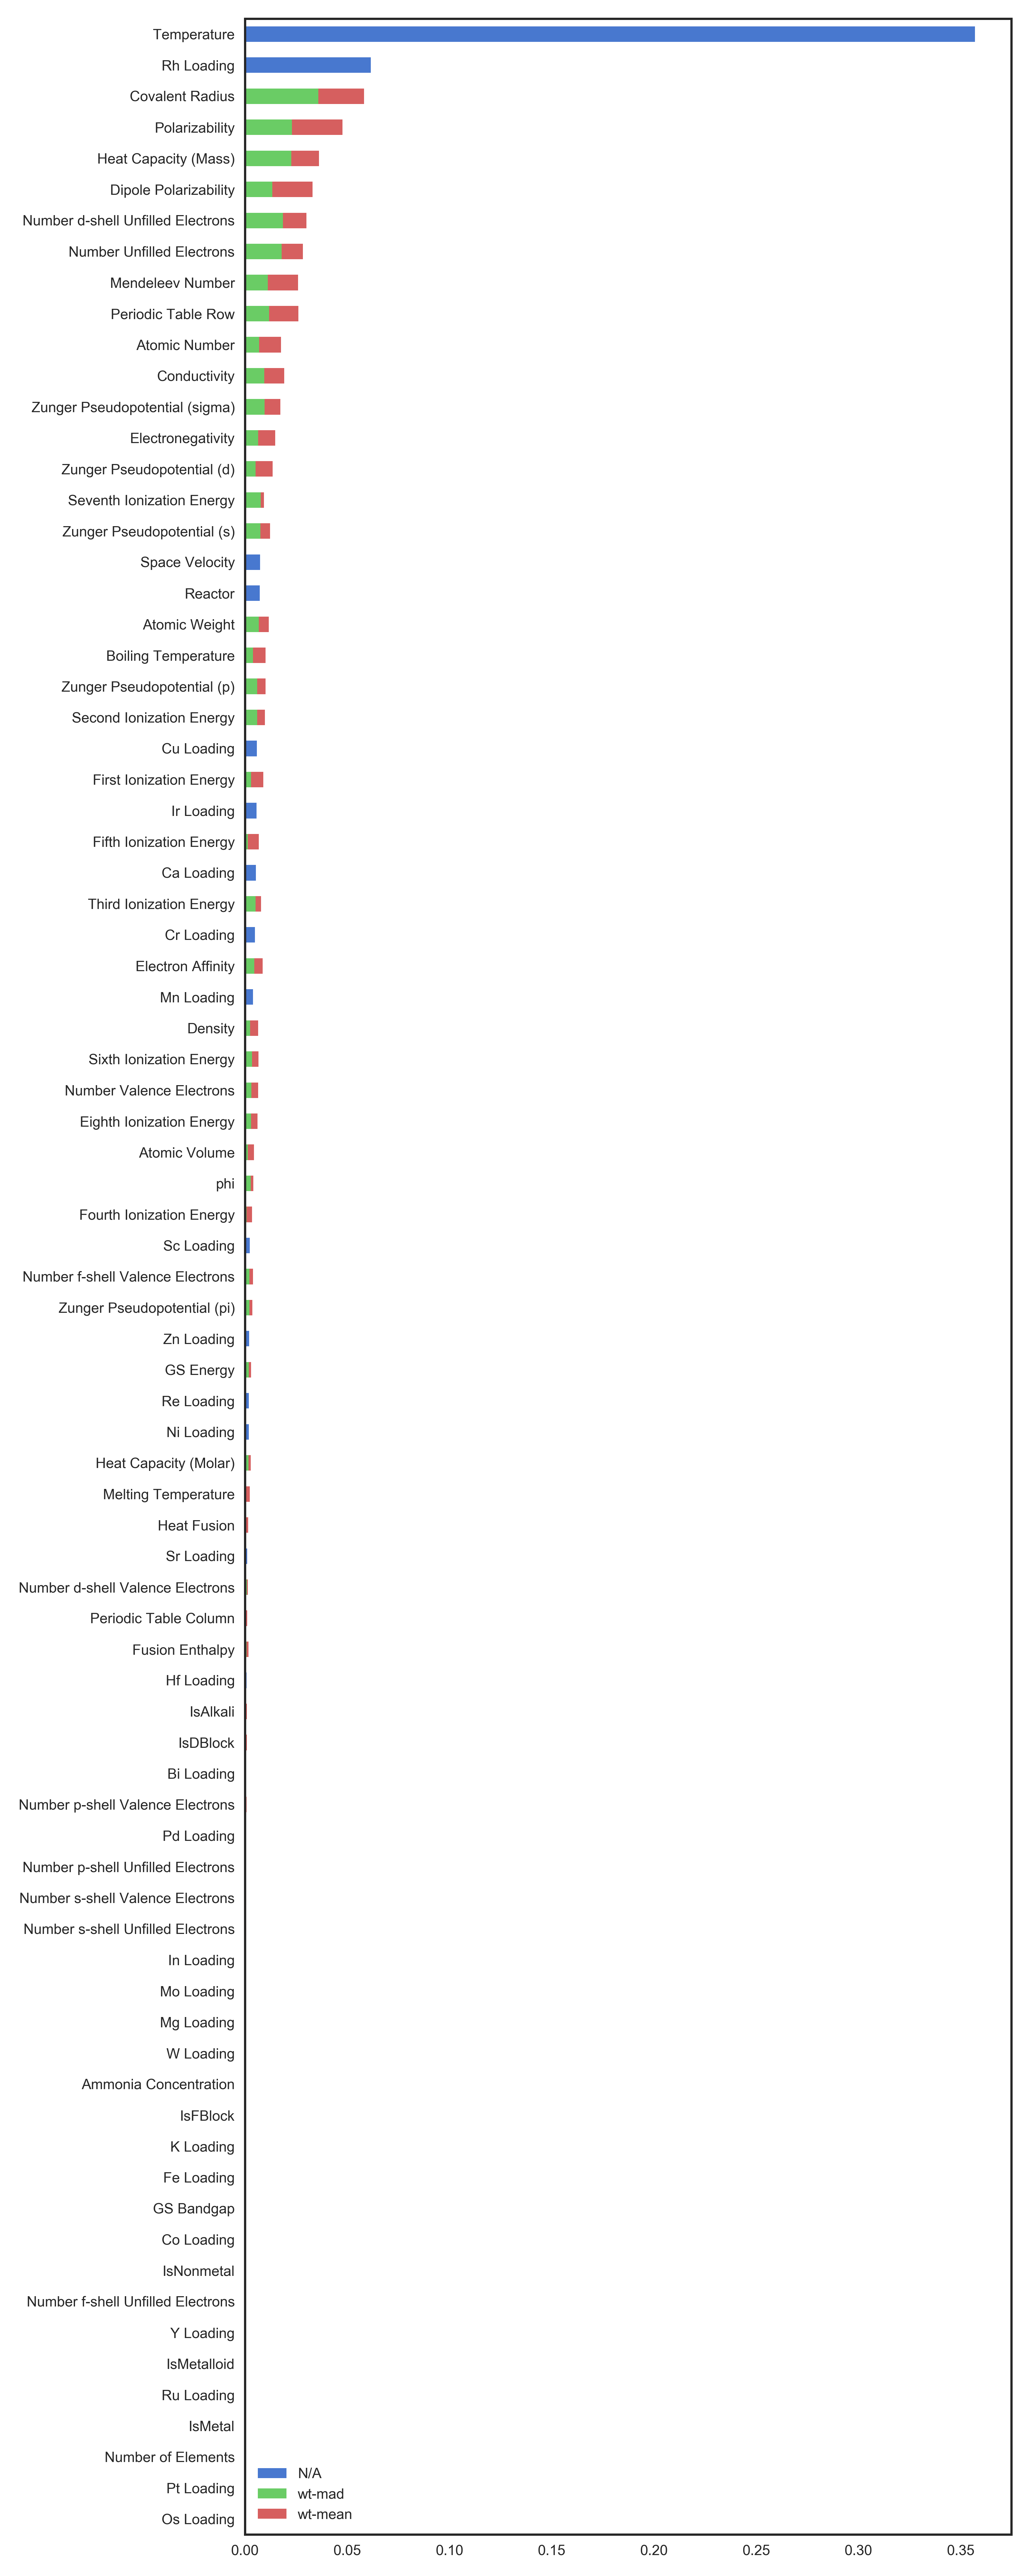 Temperature
Rh Loading
Covalent Radius
Polarizability
Heat Capacity (Mass)
Dipole Polarizability
Number d-shell Unfilled Electrons
Number Unfilled Electrons
Mendeleev Number
Periodic Table Row
Atomic Number
Conductivity
Zunger Pseudopotential (sigma)
Electronegativity
Zunger Pseudopotential (d)
Seventh Ionization Energy
Zunger Pseudopotential (s)
Space Velocity
Reactor
Atomic Weight
Boiling Temperature
Zunger Pseudopotential (p)
Second Ionization Energy
Cu Loading
First Ionization Energy
Ir Loading
Fifth Ionization Energy
Ca Loading
Third Ionization Energy
Cr Loading
Electron Affinity
Mn Loading
Density
Sixth Ionization Energy
Number Valence Electrons
Eighth Ionization Energy
Atomic Volume
phi
Fourth Ionization Energy
Sc Loading
Number f-shell Valence Electrons
Zunger Pseudopotential (pi)
Zn Loading
GS Energy
Re Loading
Ni Loading
Heat Capacity (Molar)
Melting Temperature
Heat Fusion
Sr Loading
Number d-shell Valence Electrons
Periodic Table Column
Fusion Enthalpy
Hf Loading
IsAlkali
IsDBlock
Bi Loading
Number p-shell Valence Electrons
Pd Loading
Number p-shell Unfilled Electrons
Number s-shell Valence Electrons
Number s-shell Unfilled Electrons
In Loading
Mo Loading
Mg Loading
W Loading
Ammonia Concentration
IsFBlock
K Loading
Fe Loading
GS Bandgap
Co Loading
IsNonmetal
Number f-shell Unfilled Electrons
Y Loading
IsMetalloid
Ru Loading
IsMetal
Number of Elements
Pt Loading
Os Loading
N/A
wt-mad
wt-mean
0.00 0.05 0.10 0.15 0.20 0.25 0.30 0.35